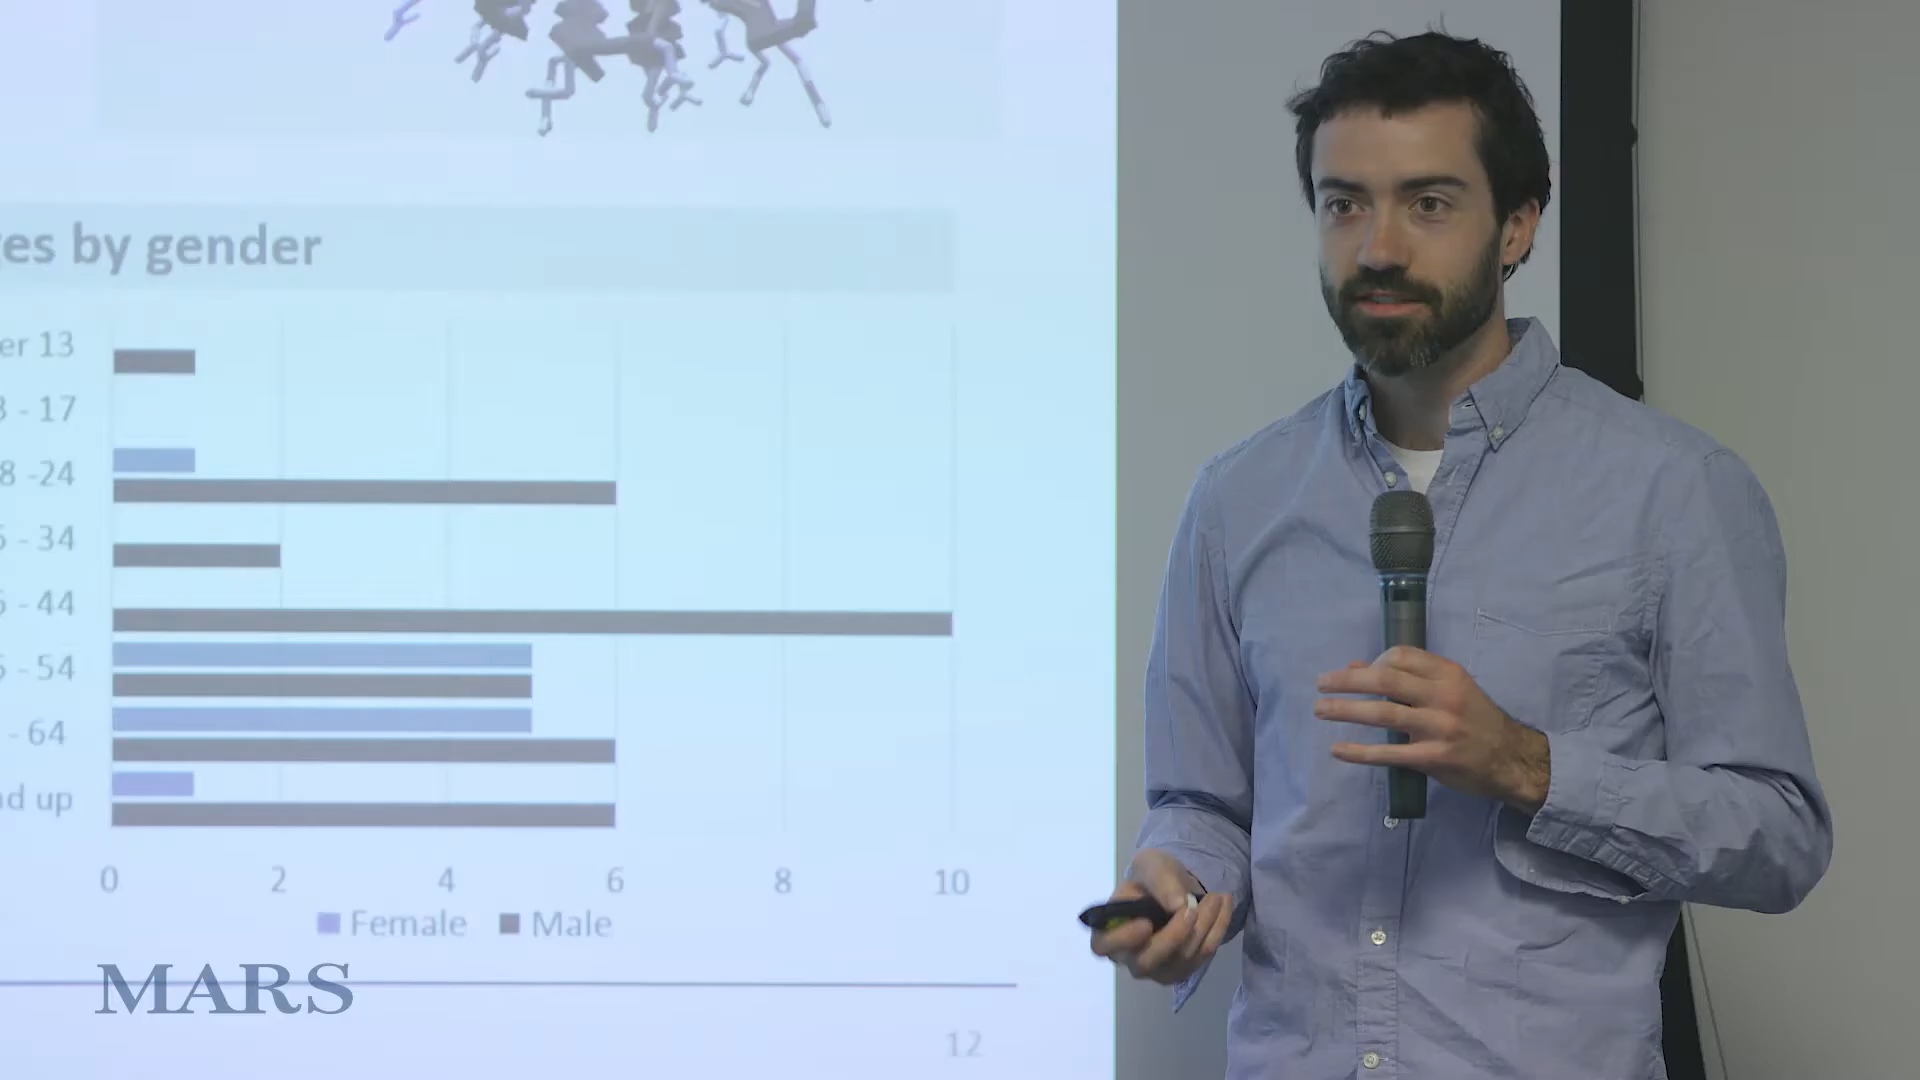 es by gender
er 13
3 - 17
8 -24
5 - 34
5 - 44
5 - 54
- 64
nd up
0 2 4 6 8 10
Female Male
MARS
12